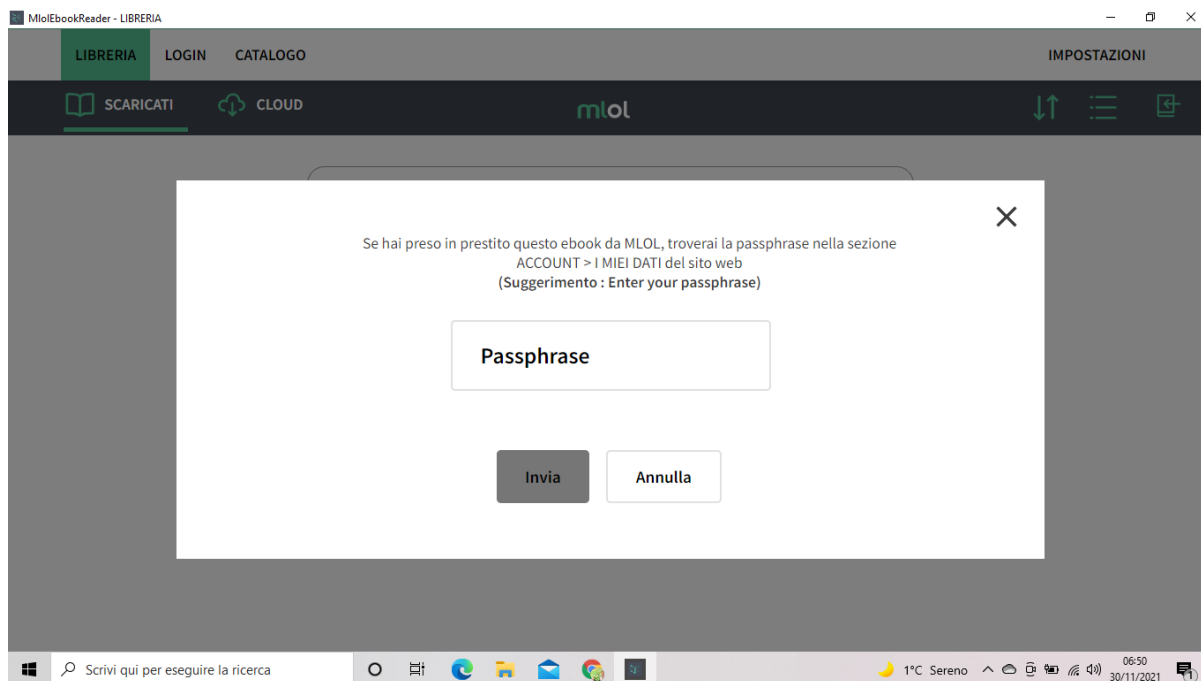 MlolEbookReader - LIBRERIA
LIBRERIA LOGIN CATALOGO IMPOSTAZIONI
SCARICATI CLOUD mlol
Se hai preso in prestito questo ebook da MLOL, troverai la passphrase nella sezione
ACCOUNT > I MIEI DATI del sito web
(Suggerimento : Enter your passphrase)
Passphrase
Invia Annulla
Scrivi qui per eseguire la ricerca 1°C Sereno 06:50
30/11/2021 1